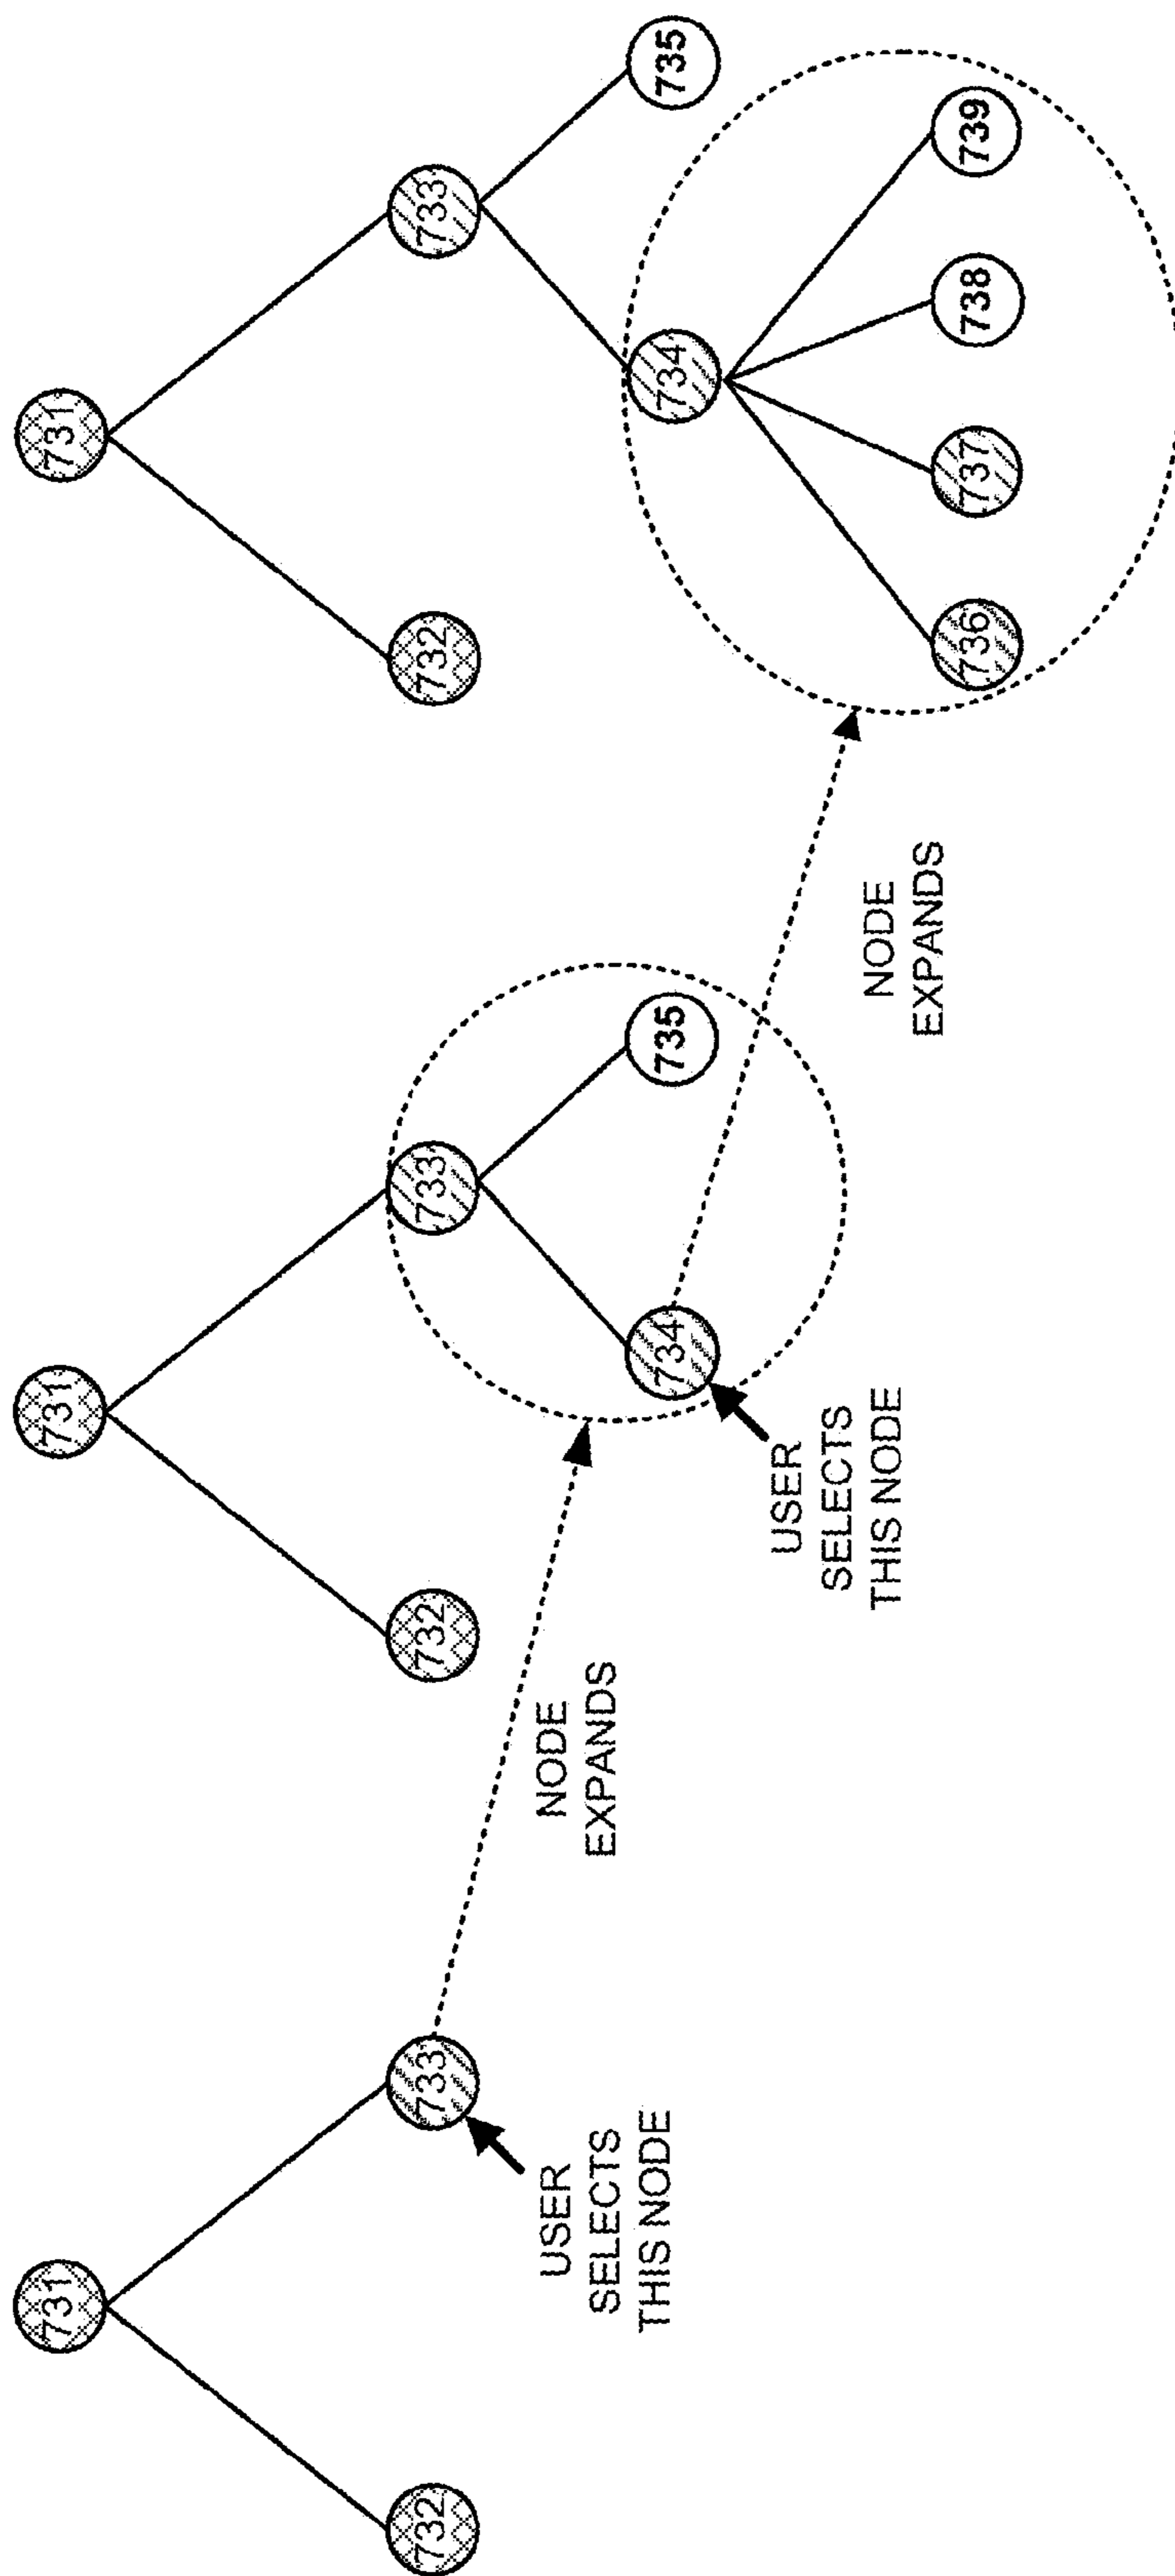 731
732
733
USER
SELECTS
THIS NODE
NODE
EXPANDS
731
732
733
734
735
USER
SELECTS
THIS NODE
NODE
EXPANDS
731
732
733
734
735
736
737
738
739